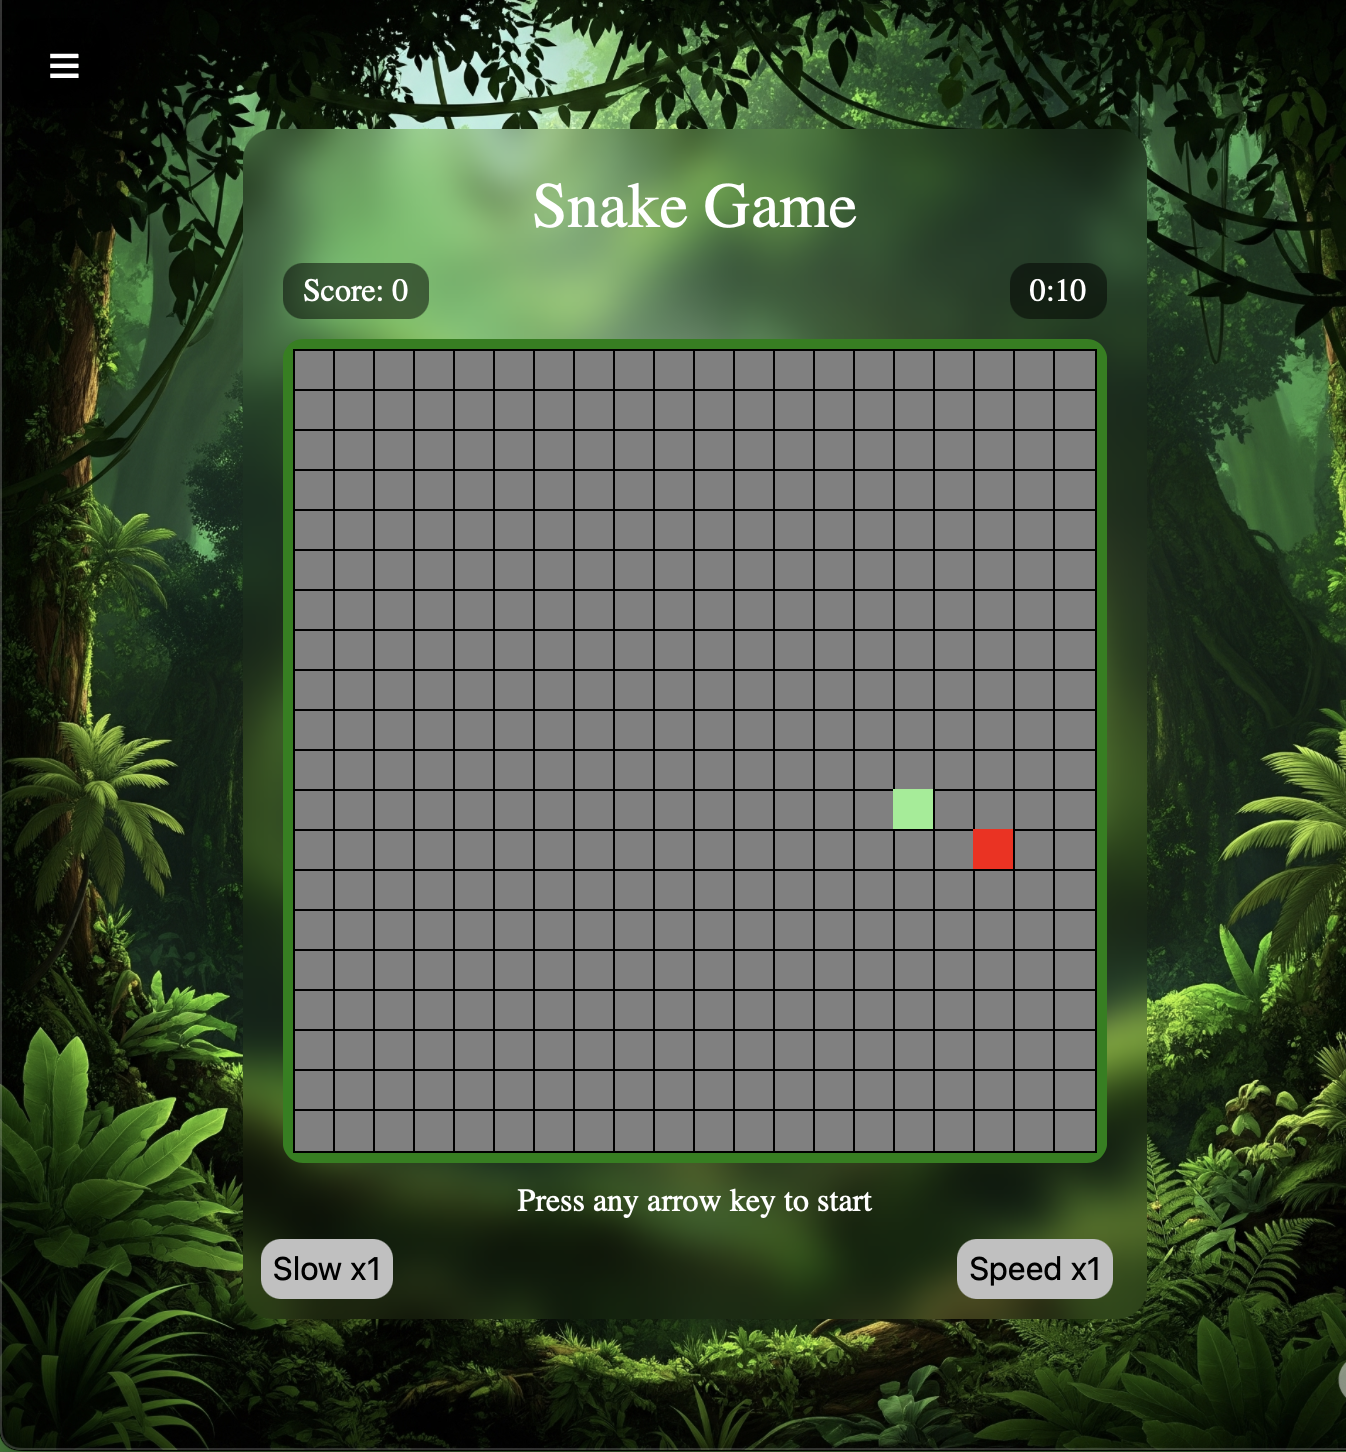 Snake Game
Score: 0
0:10
Press any arrow key to start
Slow x1
Speed x1